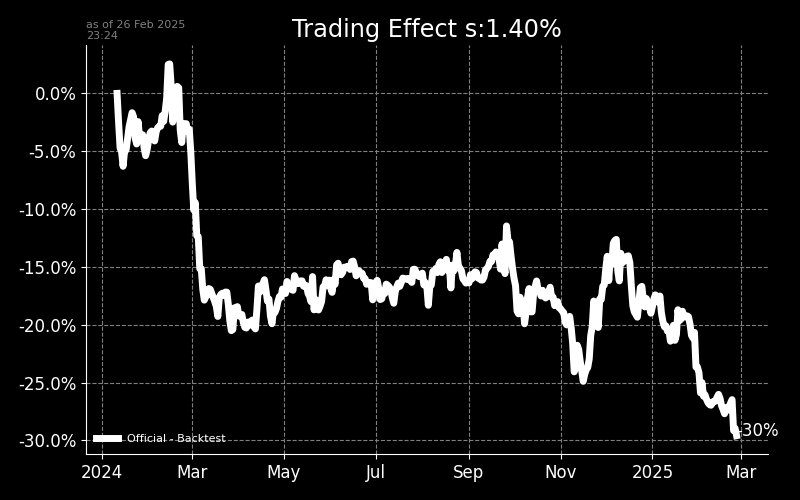 as of 26 Feb 2025
23:24
Trading Effect s:1.40%
0.0%
-5.0%
-10.0%
-15.0%
-20.0%
-25.0%
-30.0%
-30%
Official - Backtest
2024 Mar May Jul Sep Nov 2025 Mar